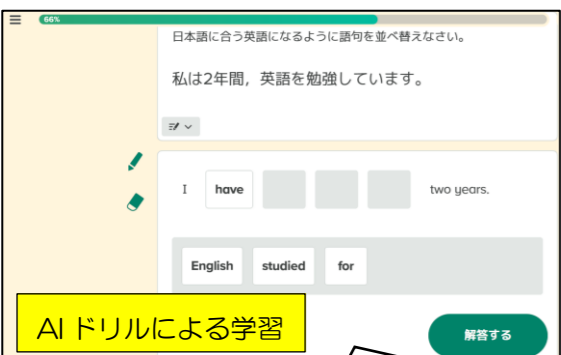 66%
日本語に合う英語になるように語句を並べ替えなさい。
私は2年間，英語を勉強しています。
I have two years.
English studied for
AIドリルによる学習
解答する